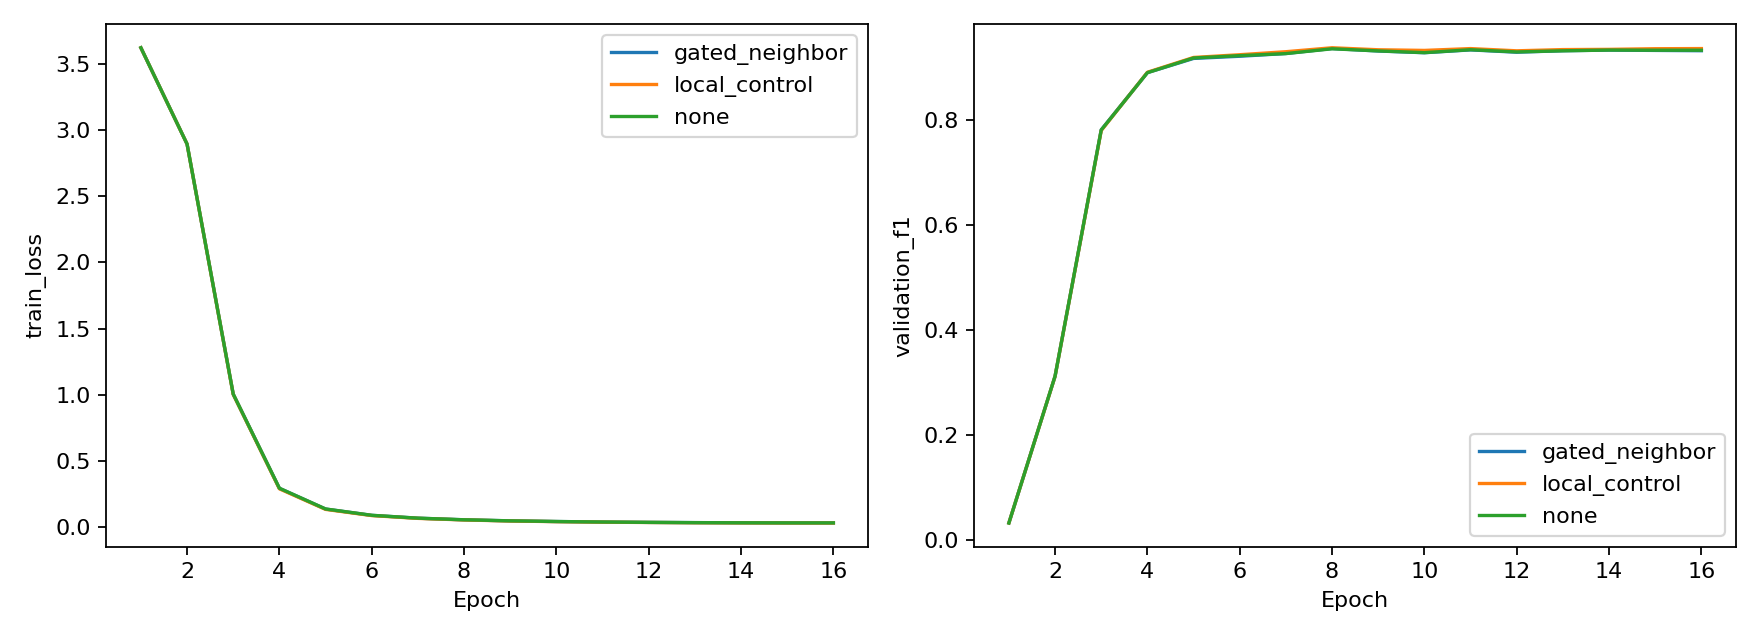 train_loss
3.5
3.0
2.5
2.0
1.5
1.0
0.5
0.0
2 4 6 8 10 12 14 16
Epoch
gated_neighbor
local_control
none
validation_f1
0.8
0.6
0.4
0.2
0.0
2 4 6 8 10 12 14 16
Epoch
gated_neighbor
local_control
none